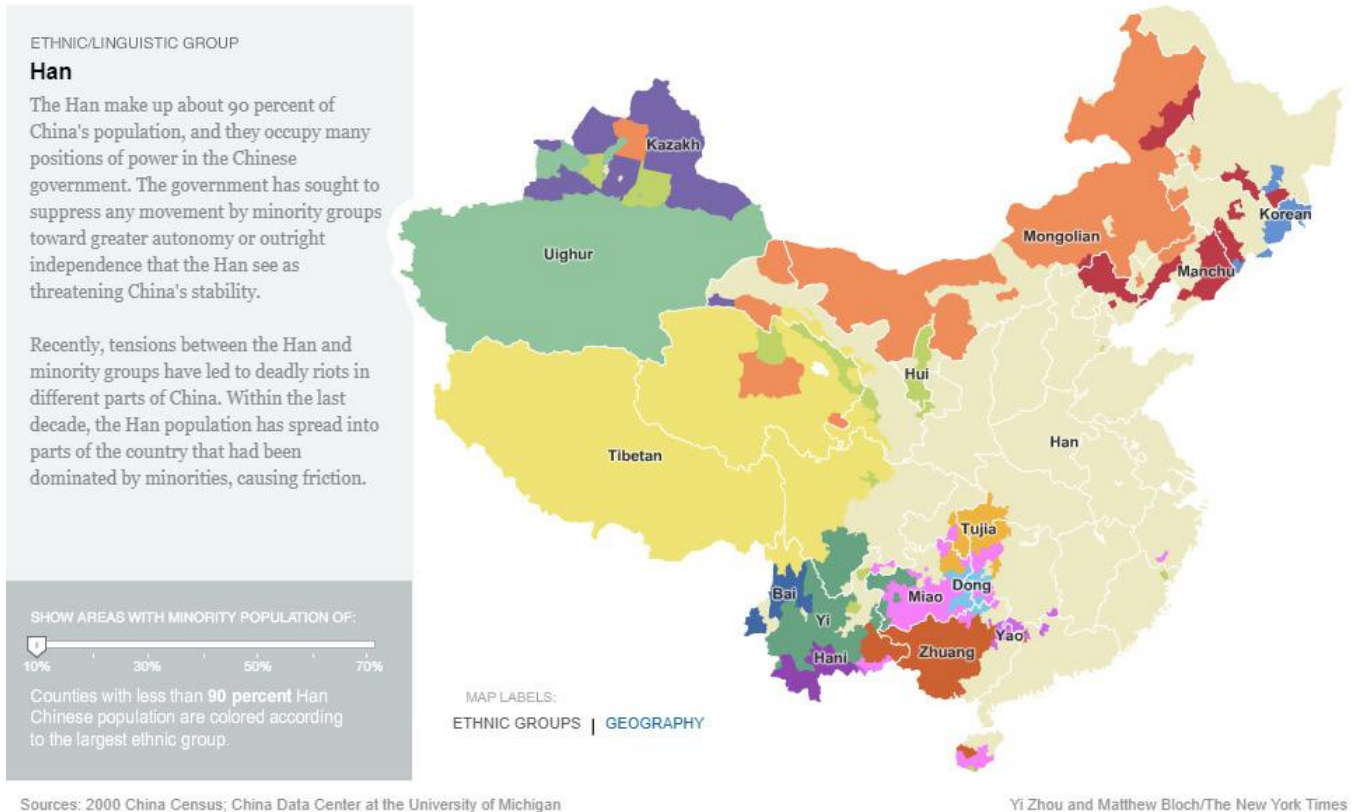 ETHNIC/LINGUISTIC GROUP
Han
The Han make up about 90 percent of
China's population, and they occupy many
positions of power in the Chinese
government. The government has sought to
suppress any movement by minority groups
toward greater autonomy or outright
independence that the Han see as
threatening China's stability.
Recently, tensions between the Han and
minority groups have led to deadly riots in
different parts of China. Within the last
decade, the Han population has spread into
parts of the country that had been
dominated by minorities, causing friction.
SHOW AREAS WITH MINORITY POPULATION OF:
10% 30% 50% 70%
Counties with less than 90 percent Han
Chinese population are colored according
to the largest ethnic group.
Kazakh
Uighur
Mongolian
Korean
Manchu
Hui
Han
Tibetan
Tujia
Bai
Dong
Miao
Yi
Yao
Hani
Zhuang
MAP LABELS:
ETHNIC GROUPS | GEOGRAPHY
Sources: 2000 China Census; China Data Center at the University of Michigan
Yi Zhou and Matthew Bloch/The New York Times